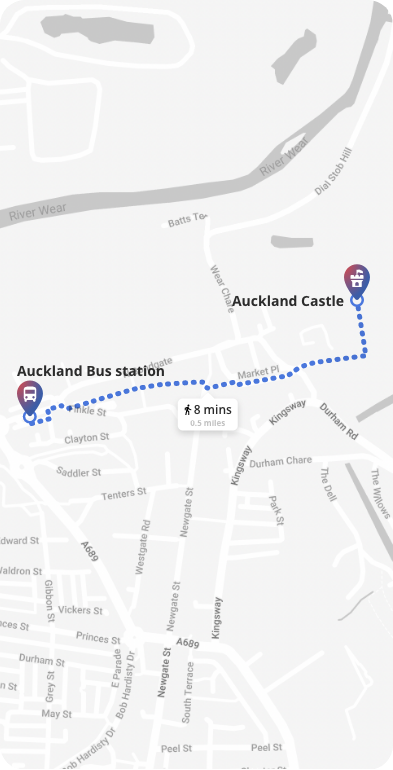 River Wear
River Wear
Dial Stob Hill
Batts Te
Wear Chare
Auckland Castle
Auckland Bus station
Market Pl
8 mins
0.5 miles
Kingsway
Durham Rd
Clayton St
Kingsway
Durham Chare
Saddler St
The Dell
The Willows
Tenters St
Newgate St
Park St
Westgate Rd
A689
dward St
Waldron St
Gibbon St
Vickers St
Newgate St
Kingsway
nces St
Princes St
A689
Durham St
E Parade
Bob Hardisty Dr
Newgate St
South Terrace
n St
Grey St
May St
ob Hardisty Dr
Peel St
Peel St